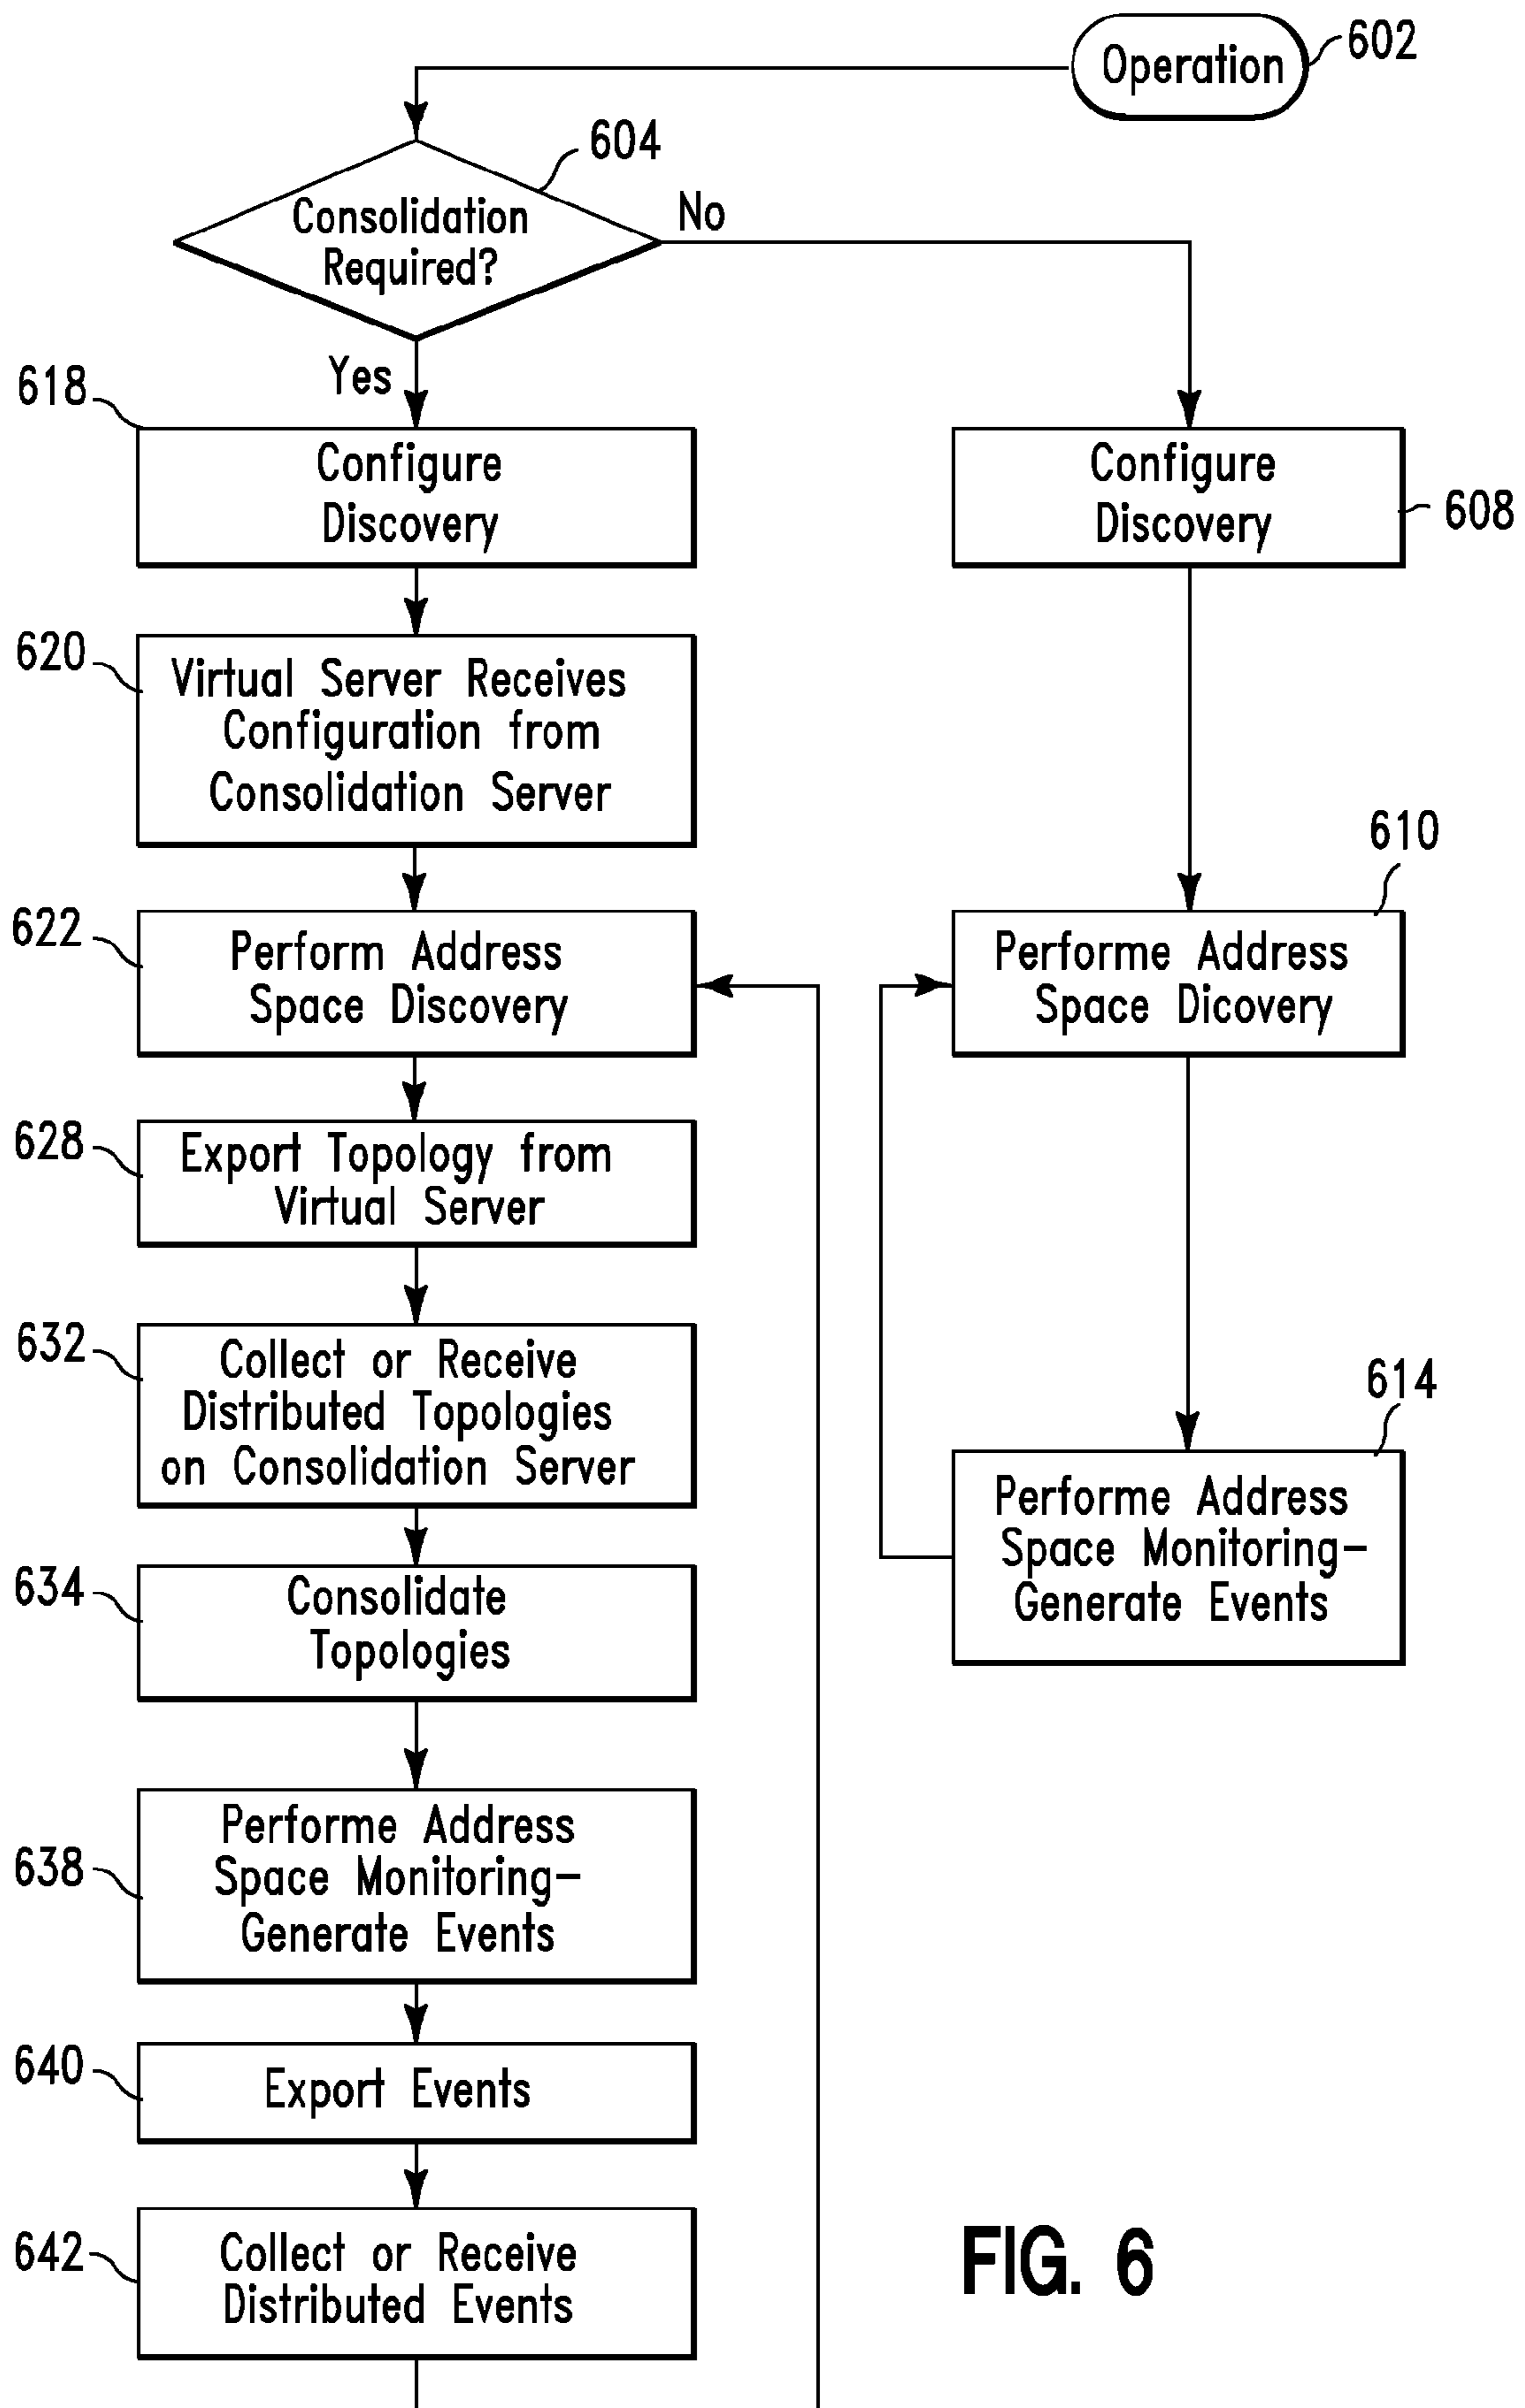 Operation
602
604
Consolidation
Required?
No
Yes
618
Configure
Discovery
Configure
Discovery
608
620
Virtual Server Receives
Configuration from
Consolidation Server
610
622
Perform Address
Space Discovery
Performe Address
Space Dicovery
628
Export Topology from
Virtual Server
632
Collect or Receive
Distributed Topologies
on Consolidation Server
614
Performe Address
Space Monitoring-
Generate Events
634
Consolidate
Topologies
638
Performe Address
Space Monitoring-
Generate Events
640
Export Events
642
Collect or Receive
Distributed Events
FIG. 6